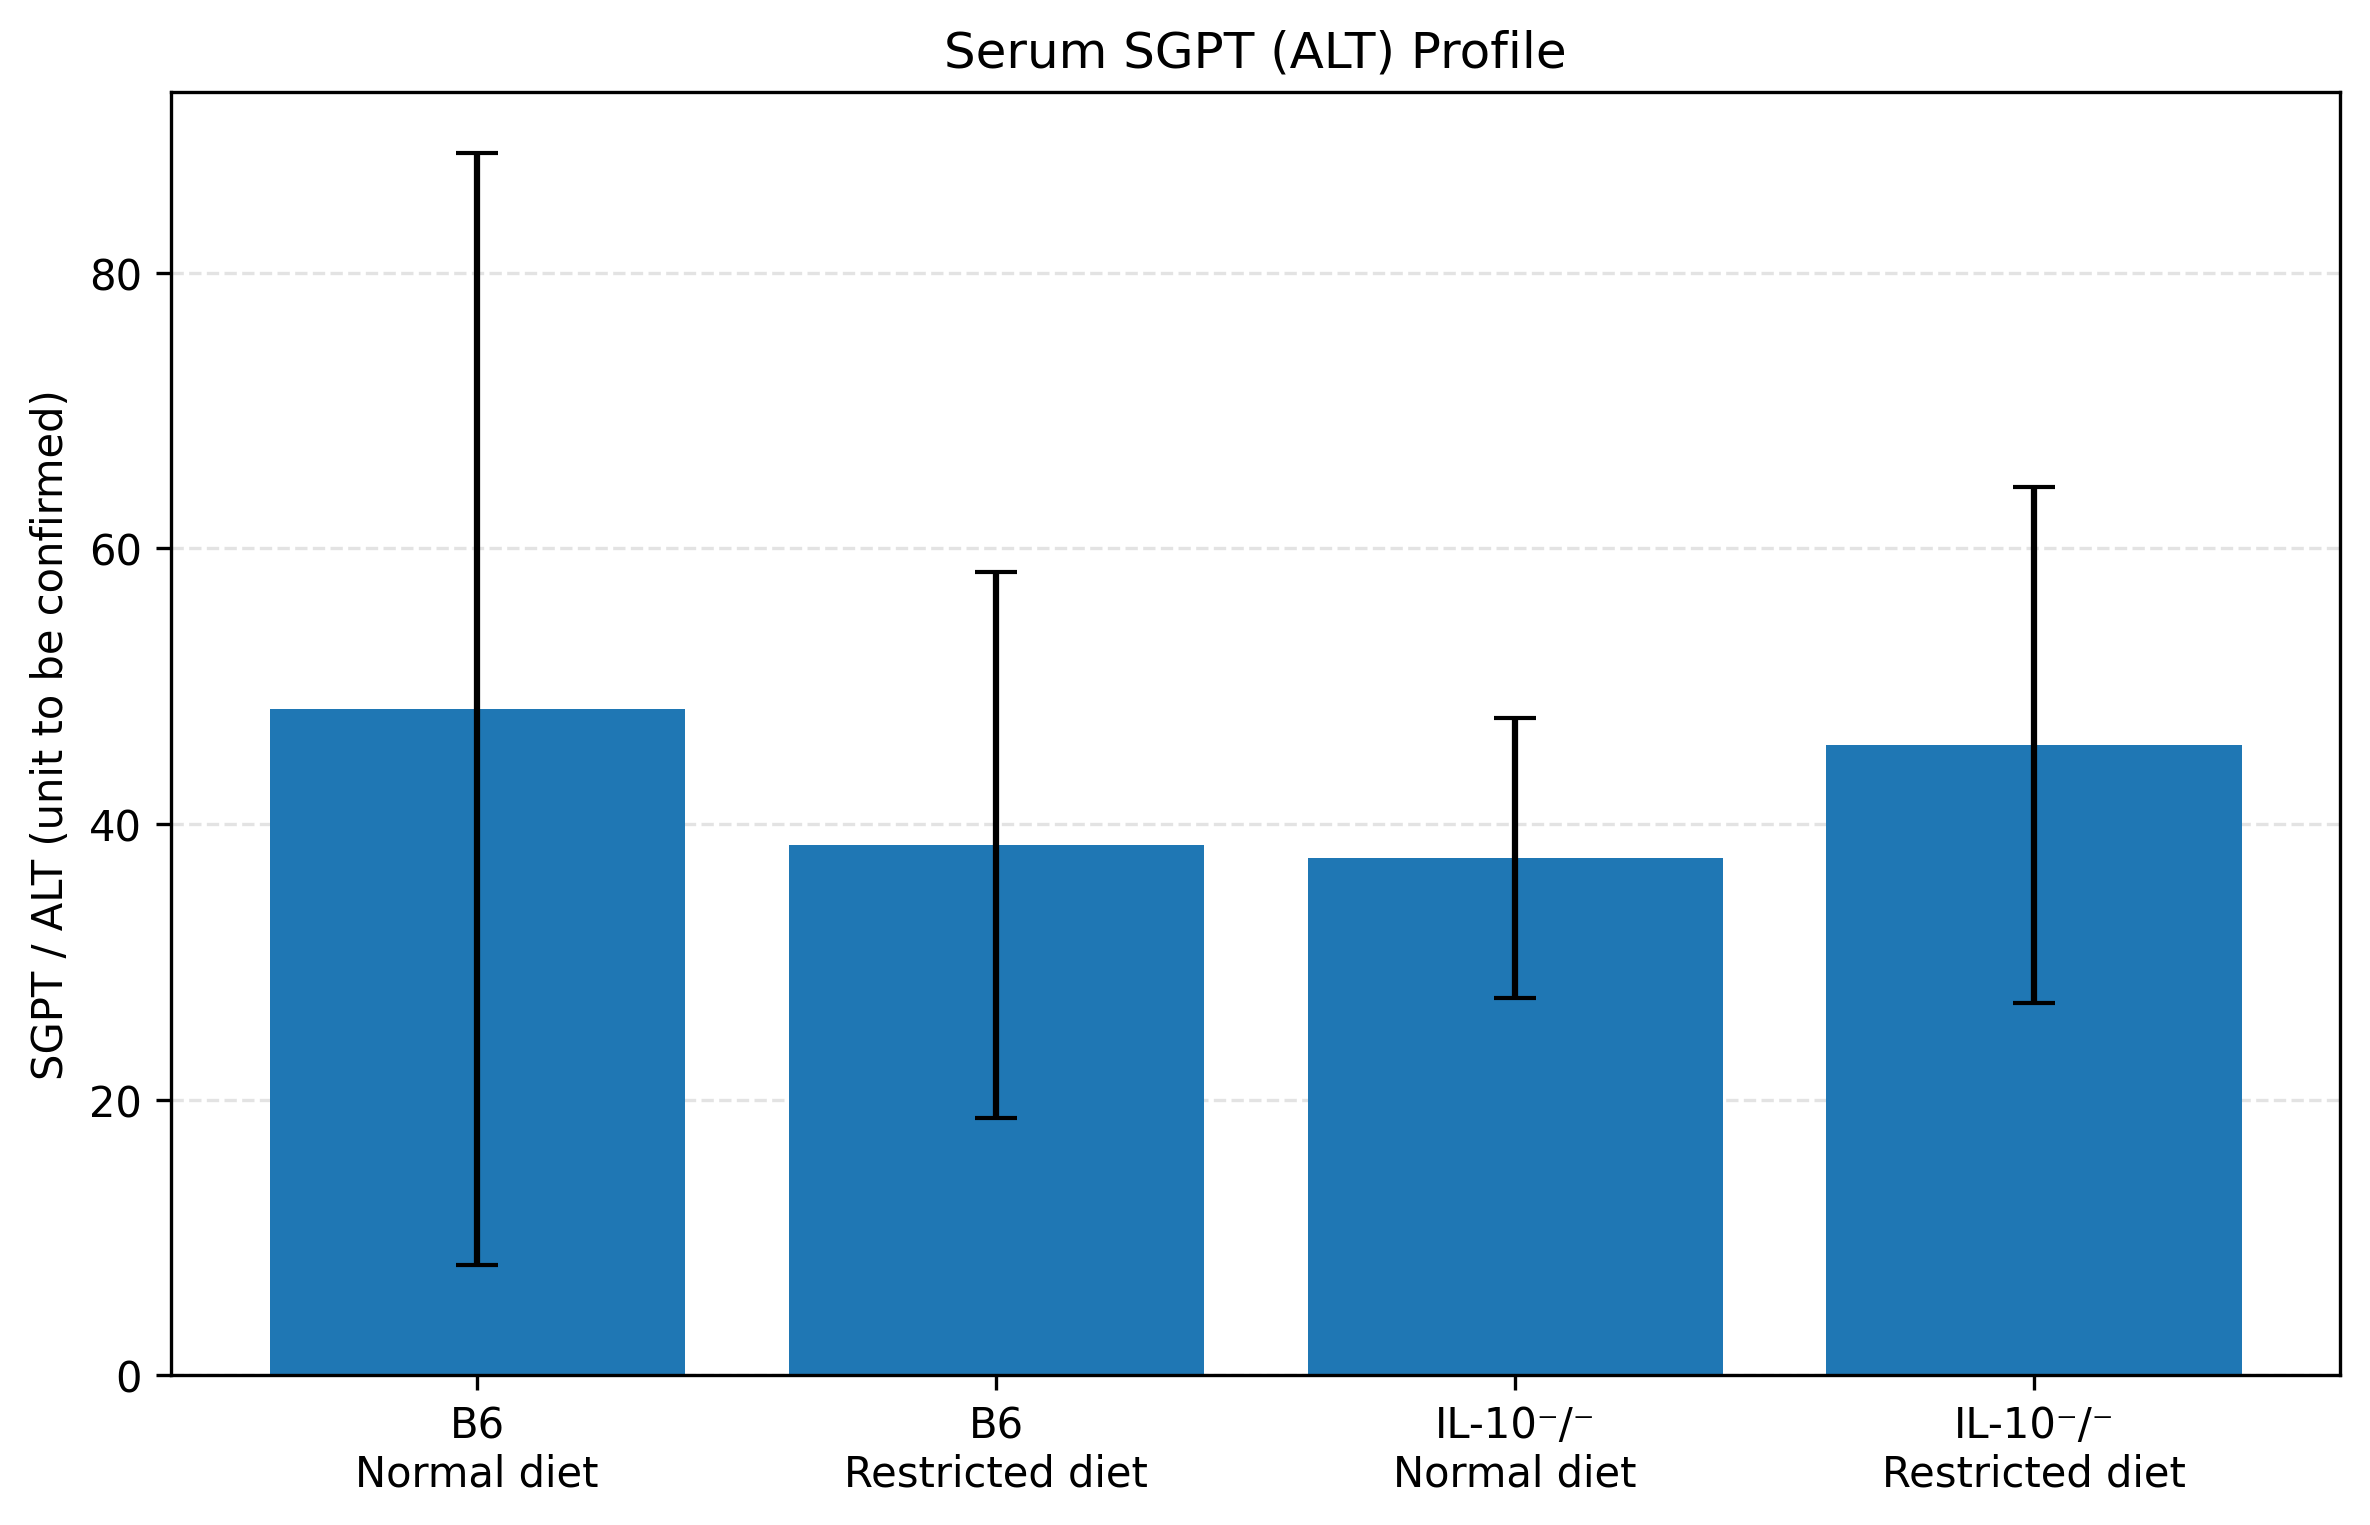 Serum SGPT (ALT) Profile
SGPT / ALT (unit to be confirmed)
80
60
40
20
0
B6
Normal diet
B6
Restricted diet
IL-10⁻/⁻
Normal diet
IL-10⁻/⁻
Restricted diet